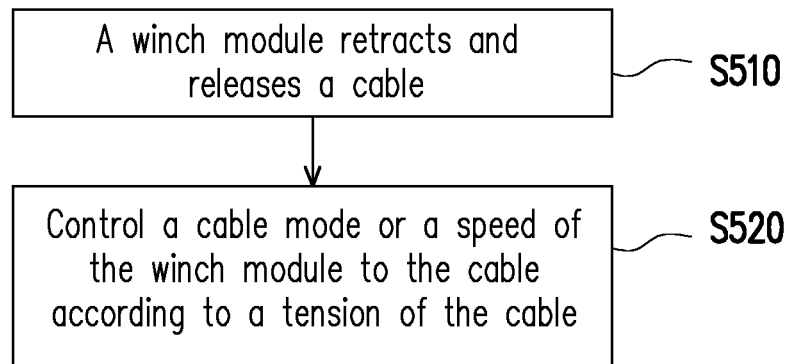 A winch module retracts and
releases a cable
S510
Control a cable mode or a speed of
the winch module to the cable
according to a tension of the cable
S520